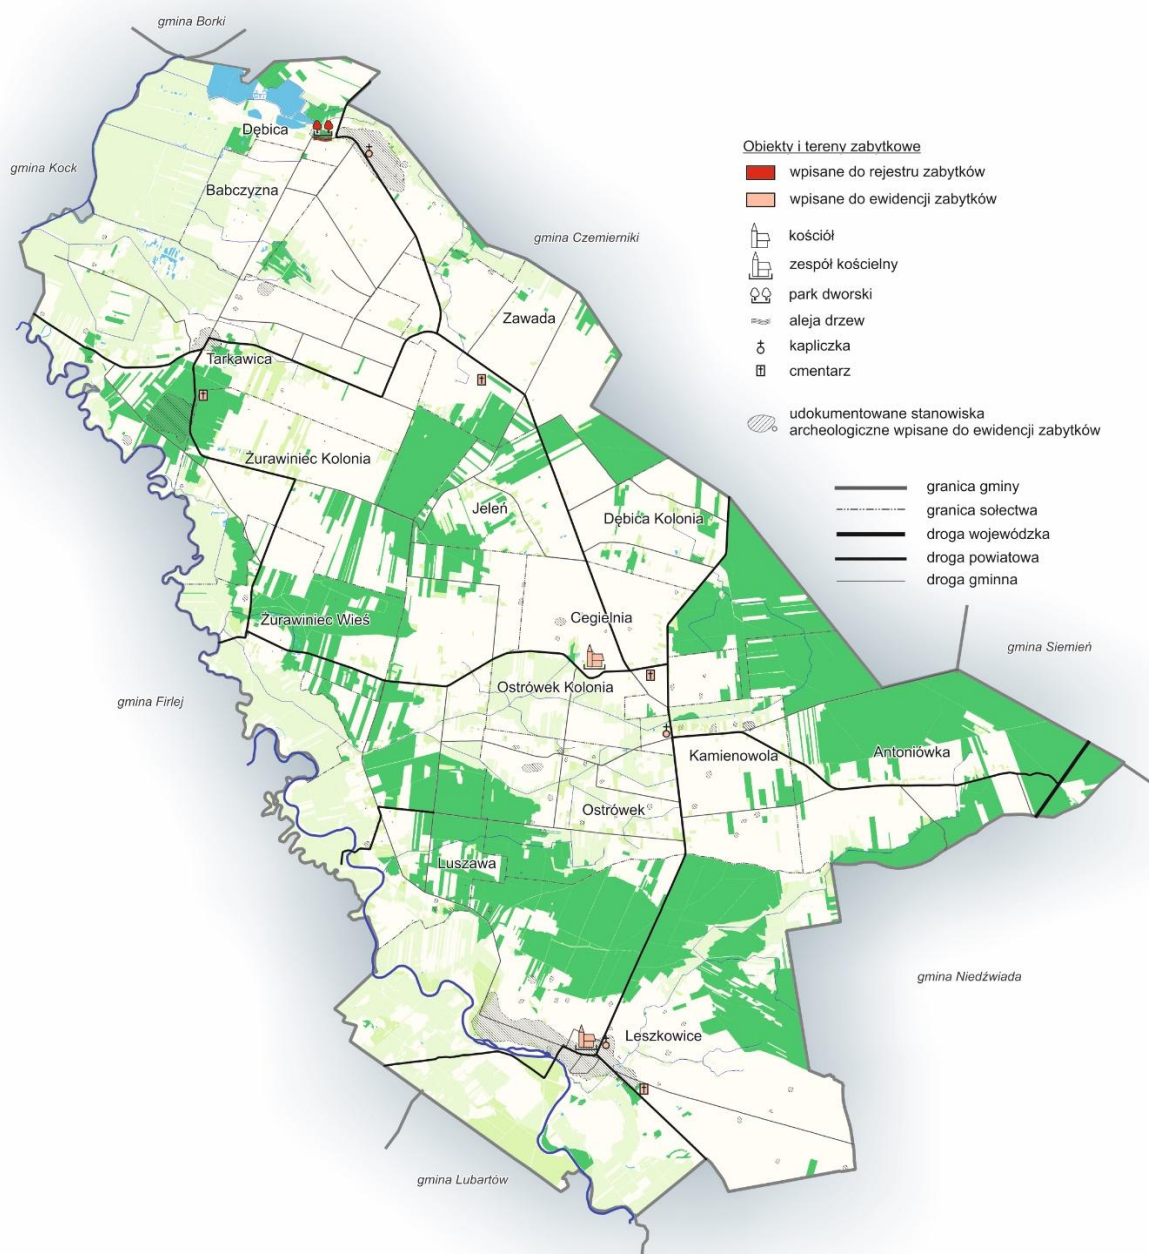 gmina Borki
gmina Kock
Dębica
Babczyzna
gmina Czemierniki
Zawada
Tarkawica
Żurawiniec Kolonia
Jeleń
Dębica Kolonia
Cegielnia
Żurawiniec Wieś
Ostrówek Kolonia
gmina Siemień
gmina Firlej
Kamienowola
Antoniówka
Ostrówek
Luszawa
gmina Niedźwiada
Leszkowice
gmina Lubartów
Obiekty i tereny zabytkowe
wpisane do rejestru zabytków
wpisane do ewidencji zabytków
kościół
zespół kościelny
park dworski
aleja drzew
kapliczka
cmentarz
udokumentowane stanowiska
archeologiczne wpisane do ewidencji zabytków
granica gminy
granica sołectwa
droga wojewódzka
droga powiatowa
droga gminna